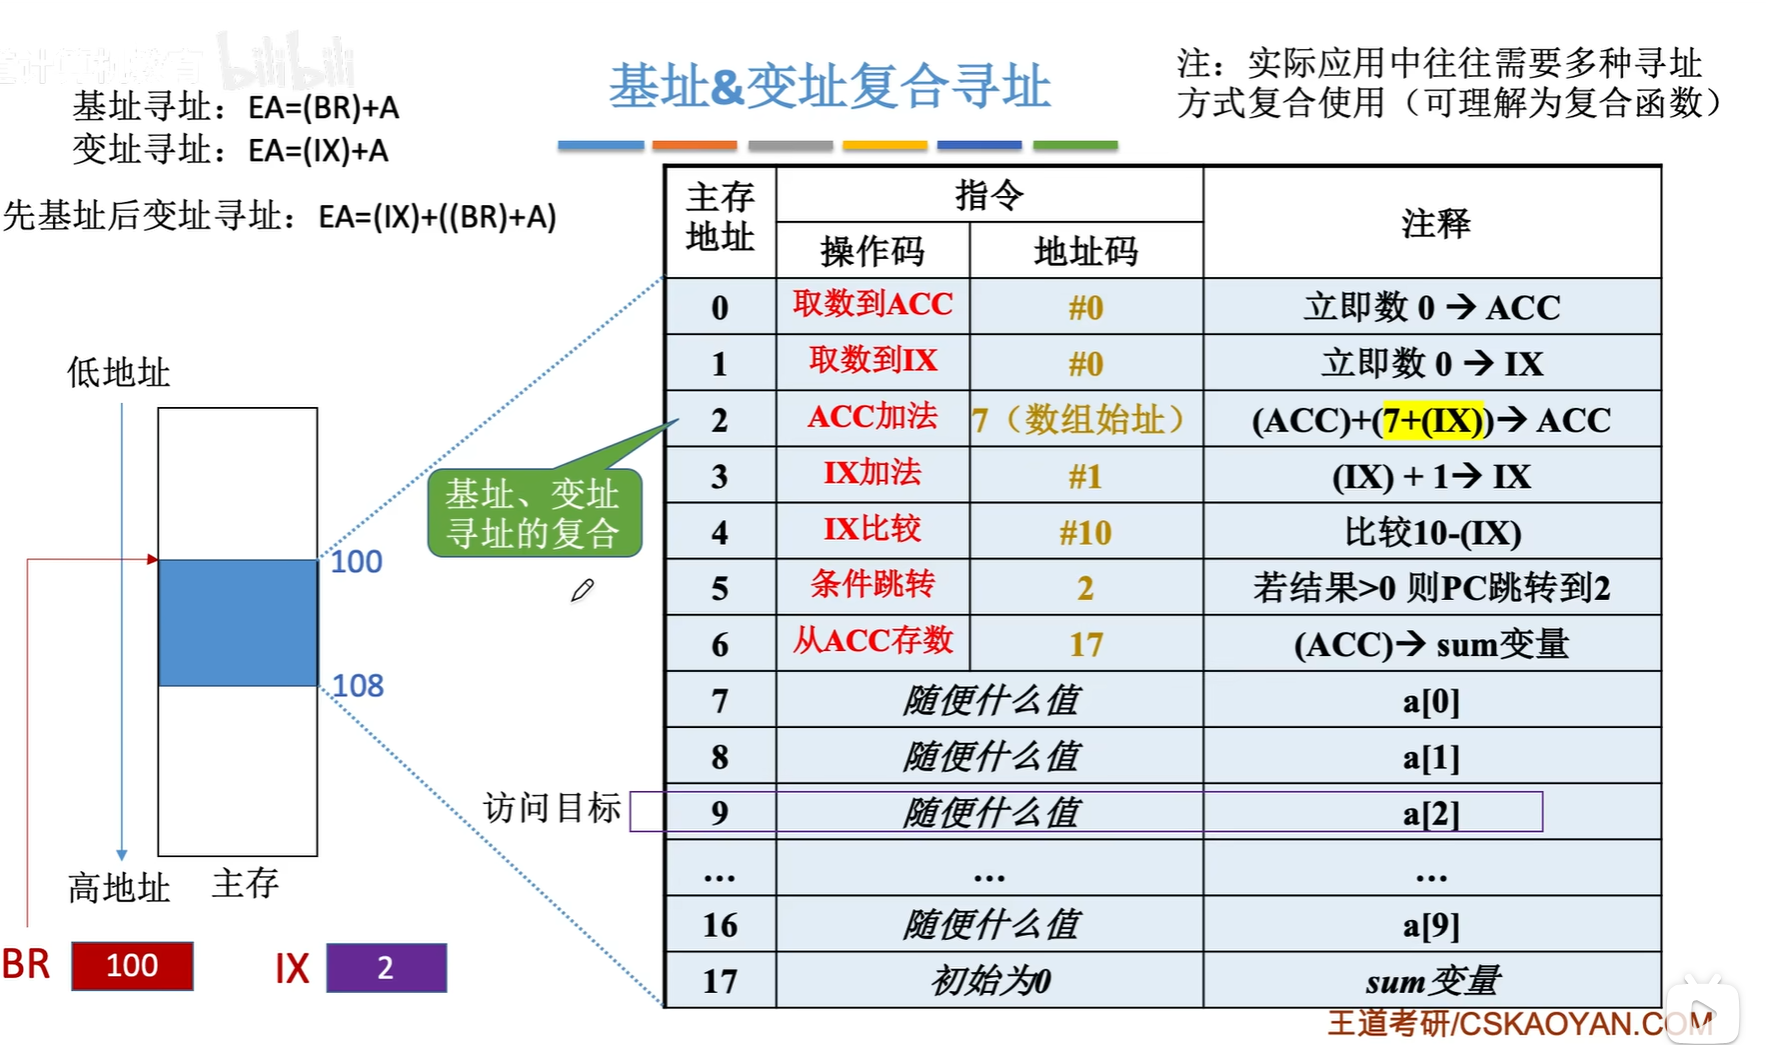 bilibili
基址&变址复合寻址
注：实际应用中往往需要多种寻址
方式复合使用（可理解为复合函数）
基址寻址：EA=(BR)+A
变址寻址：EA=(IX)+A
先基址后变址寻址：EA=(IX)+((BR)+A)
低地址
100
108
高地址
主存
BR 100
IX 2
基址、变址
寻址的复合
访问目标
主存地址 指令 注释
操作码 地址码
0 取数到ACC #0 立即数 0 → ACC
1 取数到IX #0 立即数 0 → IX
2 ACC加法 7（数组始址） (ACC)+(7+(IX))→ ACC
3 IX加法 #1 (IX) + 1→ IX
4 IX比较 #10 比较10-(IX)
5 条件跳转 2 若结果>0 则PC跳转到2
6 从ACC存数 17 (ACC)→ sum变量
7 随便什么值 a[0]
8 随便什么值 a[1]
9 随便什么值 a[2]
... ... ...
16 随便什么值 a[9]
17 初始为0 sum变量
王道考研/CSKAOYAN.COM